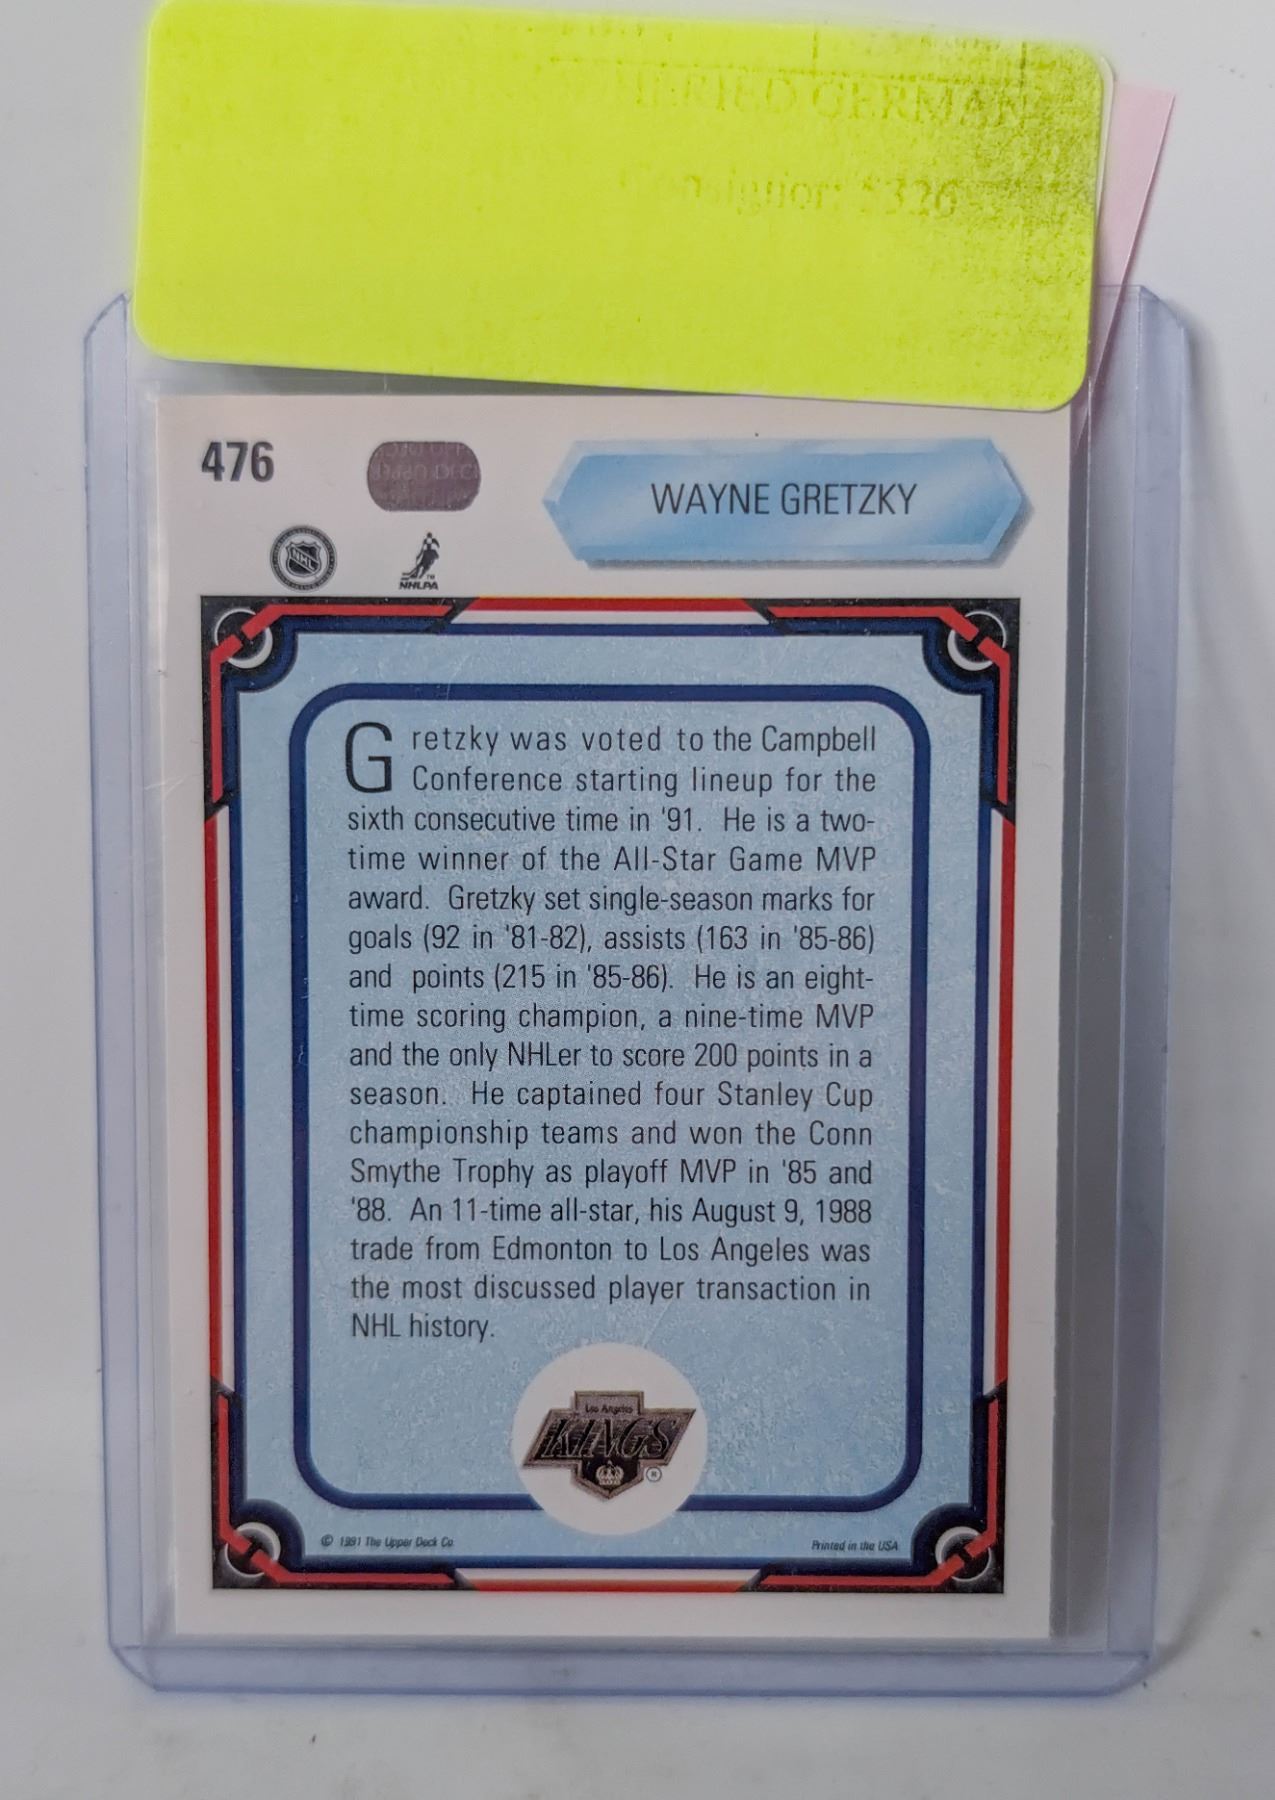 GERMAN
Consignor: 5326
476
WAYNE GRETZKY
NHL
NHLPA
TM
Gretzky was voted to the Campbell
Conference starting lineup for the
sixth consecutive time in '91. He is a two-
time winner of the All-Star Game MVP
award. Gretzky set single-season marks for
goals (92 in '81-82), assists (163 in '85-86)
and points (215 in '85-86). He is an eight-
time scoring champion, a nine-time MVP
and the only NHLer to score 200 points in a
season. He captained four Stanley Cup
championship teams and won the Conn
Smythe Trophy as playoff MVP in '85 and
'88. An 11-time all-star, his August 9, 1988
trade from Edmonton to Los Angeles was
the most discussed player transaction in
NHL history.
Los Angeles
KINGS
®
© 1991 The Upper Deck Co.
Printed in the USA